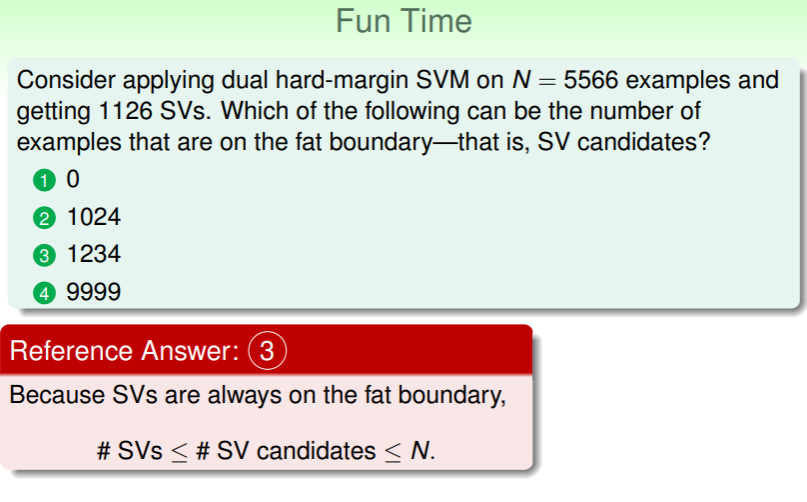 Fun Time
Consider applying dual hard-margin SVM on N = 5566 examples and
getting 1126 SVs. Which of the following can be the number of
examples that are on the fat boundary—that is, SV candidates?
1 0
2 1024
3 1234
4 9999
Reference Answer: 3
Because SVs are always on the fat boundary,
# SVs ≤ # SV candidates ≤ N.